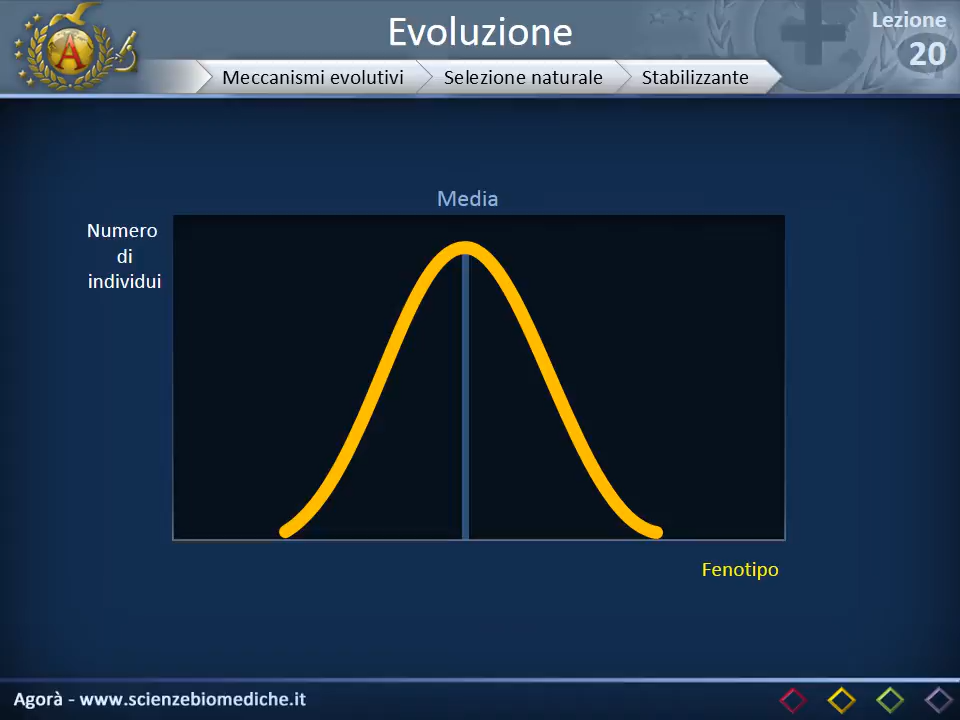 Evoluzione
Lezione
20
Meccanismi evolutivi
Selezione naturale
Stabilizzante
Media
Numero
di
individui
Fenotipo
Agorà - www.scienzebiomediche.it